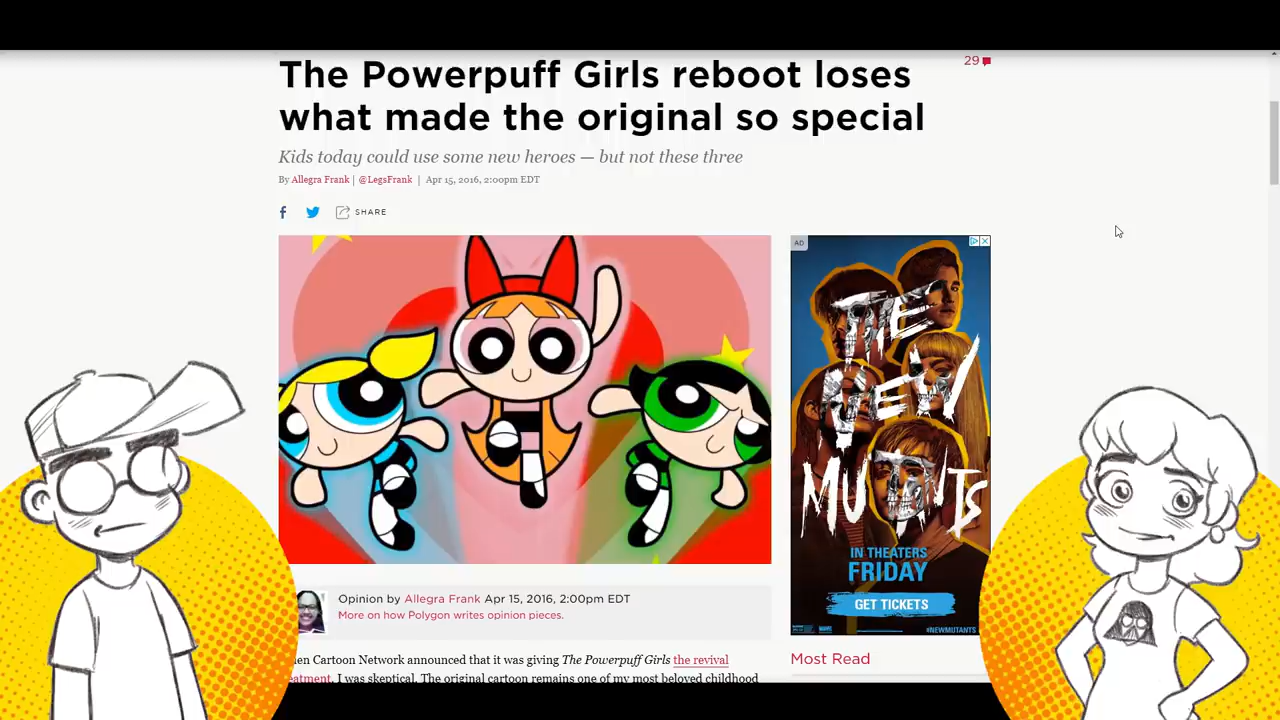 The Powerpuff Girls reboot loses
what made the original so special
29
Kids today could use some new heroes — but not these three
By Allegra Frank | @LegsFrank | Apr 15, 2016, 2:00pm EDT
SHARE
AD
THE
NEW
MUTANTS
IN THEATERS
FRIDAY
GET TICKETS
#NEWMUTANTS
Opinion by Allegra Frank Apr 15, 2016, 2:00pm EDT
More on how Polygon writes opinion pieces.
Cartoon Network announced that it was giving The Powerpuff Girls the revival
I was skeptical. The original cartoon remains one of my most beloved childhood
Most Read